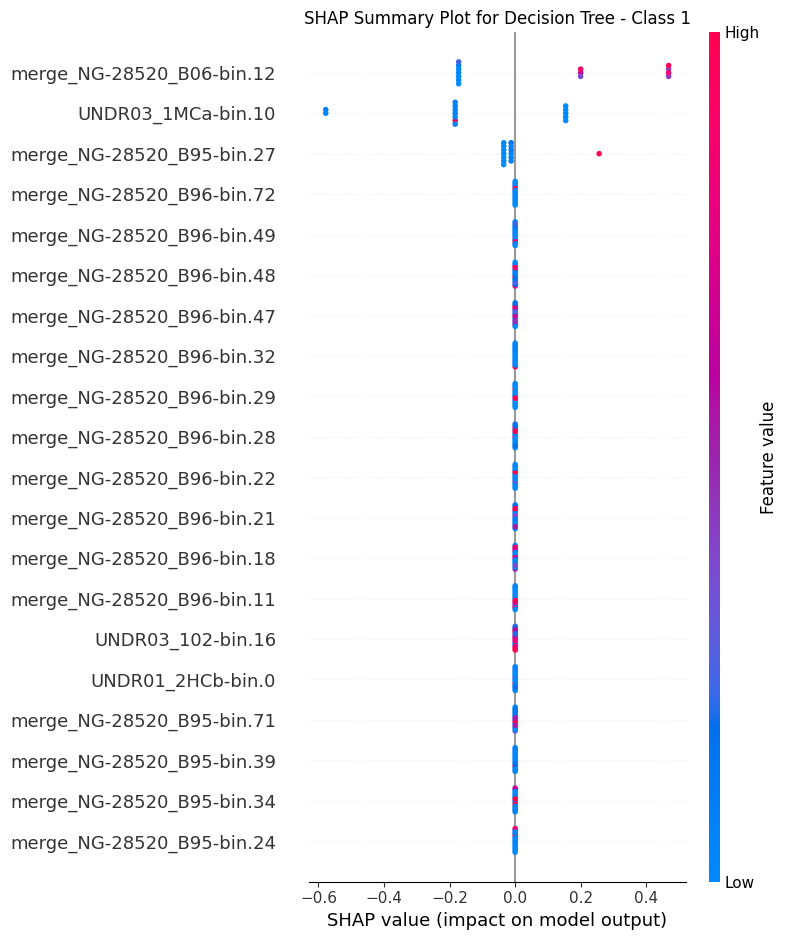 SHAP Summary Plot for Decision Tree - Class 1
High
merge_NG-28520_B06-bin.12
UNDR03_1MCa-bin.10
merge_NG-28520_B95-bin.27
merge_NG-28520_B96-bin.72
merge_NG-28520_B96-bin.49
merge_NG-28520_B96-bin.48
merge_NG-28520_B96-bin.47
merge_NG-28520_B96-bin.32
merge_NG-28520_B96-bin.29
merge_NG-28520_B96-bin.28
merge_NG-28520_B96-bin.22
merge_NG-28520_B96-bin.21
merge_NG-28520_B96-bin.18
merge_NG-28520_B96-bin.11
UNDR03_102-bin.16
UNDR01_2HCb-bin.0
merge_NG-28520_B95-bin.71
merge_NG-28520_B95-bin.39
merge_NG-28520_B95-bin.34
merge_NG-28520_B95-bin.24
Feature value
Low
−0.6 −0.4 −0.2 0.0 0.2 0.4
SHAP value (impact on model output)